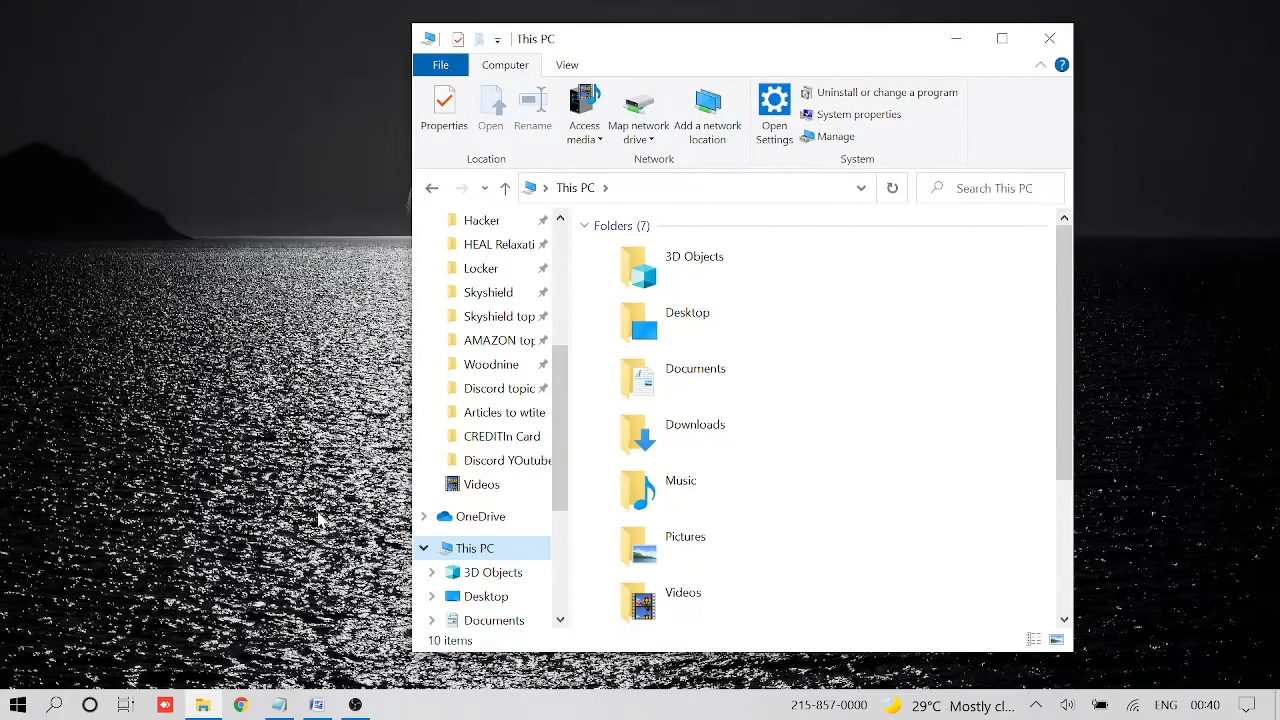 This PC
File
Computer
View
Properties
Open
Rename
Access media
Map network drive
Add a network location
Open Settings
Uninstall or change a program
System properties
Manage
Location
Network
System
This PC
Search This PC
Hacker
HEAL Relaxati
Locker
Skyshield
Skyshield top
AMAZON top
Woodnine
Discord topic
Articles to wtite
CREDITIn Card
Discord YOutube
Videos
OneDrive
This PC
3D Objects
Desktop
Documents
Folders (7)
3D Objects
Desktop
Documents
Downloads
Music
Pictures
Videos
10 items
215-857-0000
29°C Mostly cl...
ENG
00:40